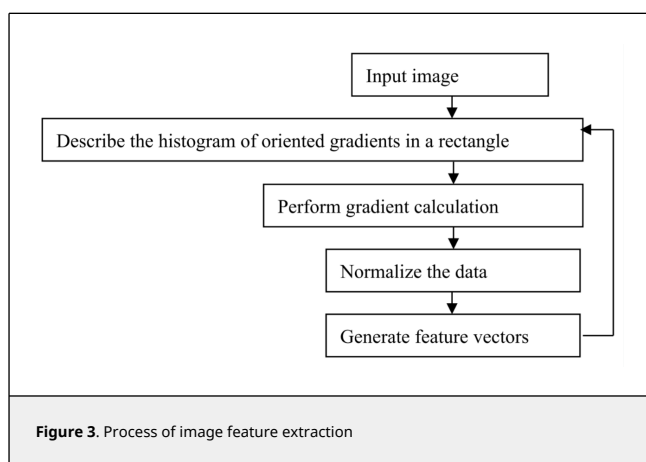 Input image
Describe the histogram of oriented gradients in a rectangle
Perform gradient calculation
Normalize the data
Generate feature vectors
Figure 3. Process of image feature extraction